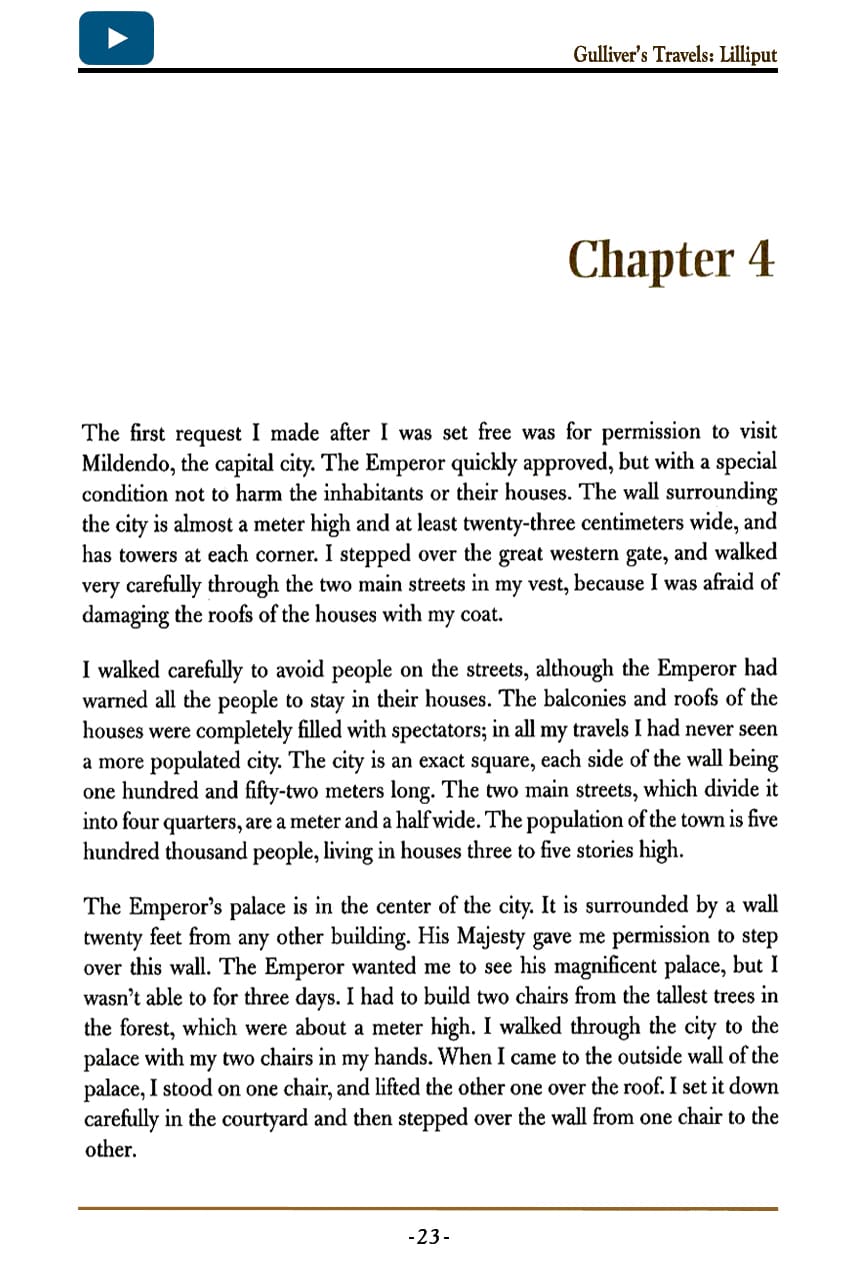 Gulliver's Travels: Lilliput
Chapter 4
The first request I made after I was set free was for permission to visit
Mildendo, the capital city. The Emperor quickly approved, but with a special
condition not to harm the inhabitants or their houses. The wall surrounding
the city is almost a meter high and at least twenty-three centimeters wide, and
has towers at each corner. I stepped over the great western gate, and walked
very carefully through the two main streets in my vest, because I was afraid of
damaging the roofs of the houses with my coat.
I walked carefully to avoid people on the streets, although the Emperor had
warned all the people to stay in their houses. The balconies and roofs of the
houses were completely filled with spectators; in all my travels I had never seen
a more populated city. The city is an exact square, each side of the wall being
one hundred and fifty-two meters long. The two main streets, which divide it
into four quarters, are a meter and a half wide. The population of the town is five
hundred thousand people, living in houses three to five stories high.
The Emperor's palace is in the center of the city. It is surrounded by a wall
twenty feet from any other building. His Majesty gave me permission to step
over this wall. The Emperor wanted me to see his magnificent palace, but I
wasn't able to for three days. I had to build two chairs from the tallest trees in
the forest, which were about a meter high. I walked through the city to the
palace with my two chairs in my hands. When I came to the outside wall of the
palace, I stood on one chair, and lifted the other one over the roof. I set it down
carefully in the courtyard and then stepped over the wall from one chair to the
other.
-23-